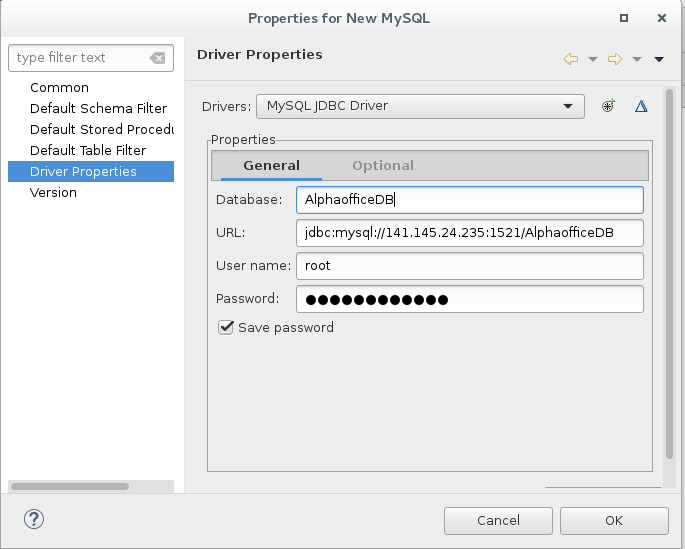 Properties for New MySQL
type filter text
Common
Default Schema Filter
Default Stored Procedu
Default Table Filter
Driver Properties
Version
Driver Properties
Drivers: MySQL JDBC Driver
Properties
General Optional
Database: AlphaofficeDB
URL: jdbc:mysql://141.145.24.235:1521/AlphaofficeDB
User name: root
Password: ●●●●●●●●●●●●
Save password
? Cancel OK